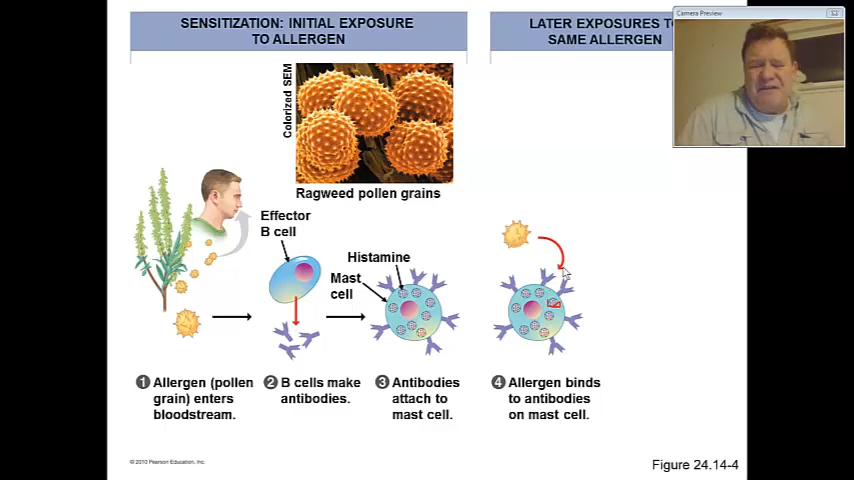 SENSITIZATION: INITIAL EXPOSURE
TO ALLERGEN
LATER EXPOSURES
SAME ALLERGEN
Camera Preview
Colorized SEM
Ragweed pollen grains
Effector
B cell
Histamine
Mast
cell
1 Allergen (pollen
grain) enters
bloodstream.
2 B cells make
antibodies.
3 Antibodies
attach to
mast cell.
4 Allergen binds
to antibodies
on mast cell.
© 2010 Pearson Education, Inc.
Figure 24.14-4